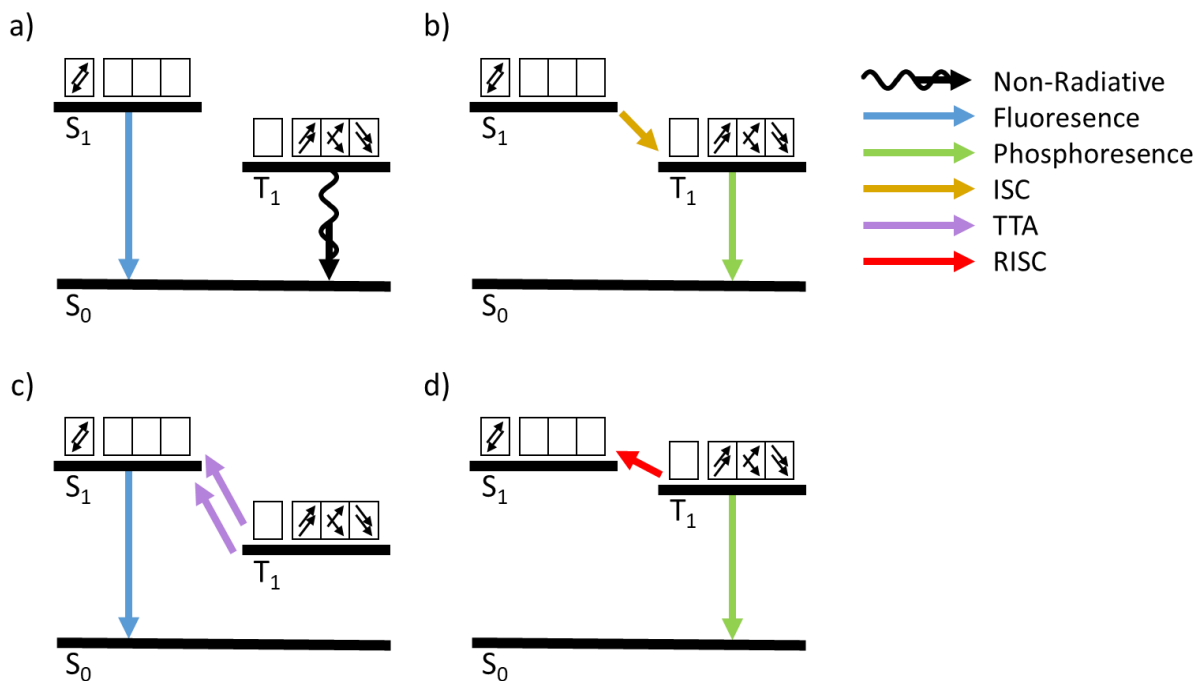 a)
S1
T1
S0
b)
S1
T1
S0
Non-Radiative
Fluoresence
Phosphoresence
ISC
TTA
RISC
c)
S1
T1
S0
d)
S1
T1
S0